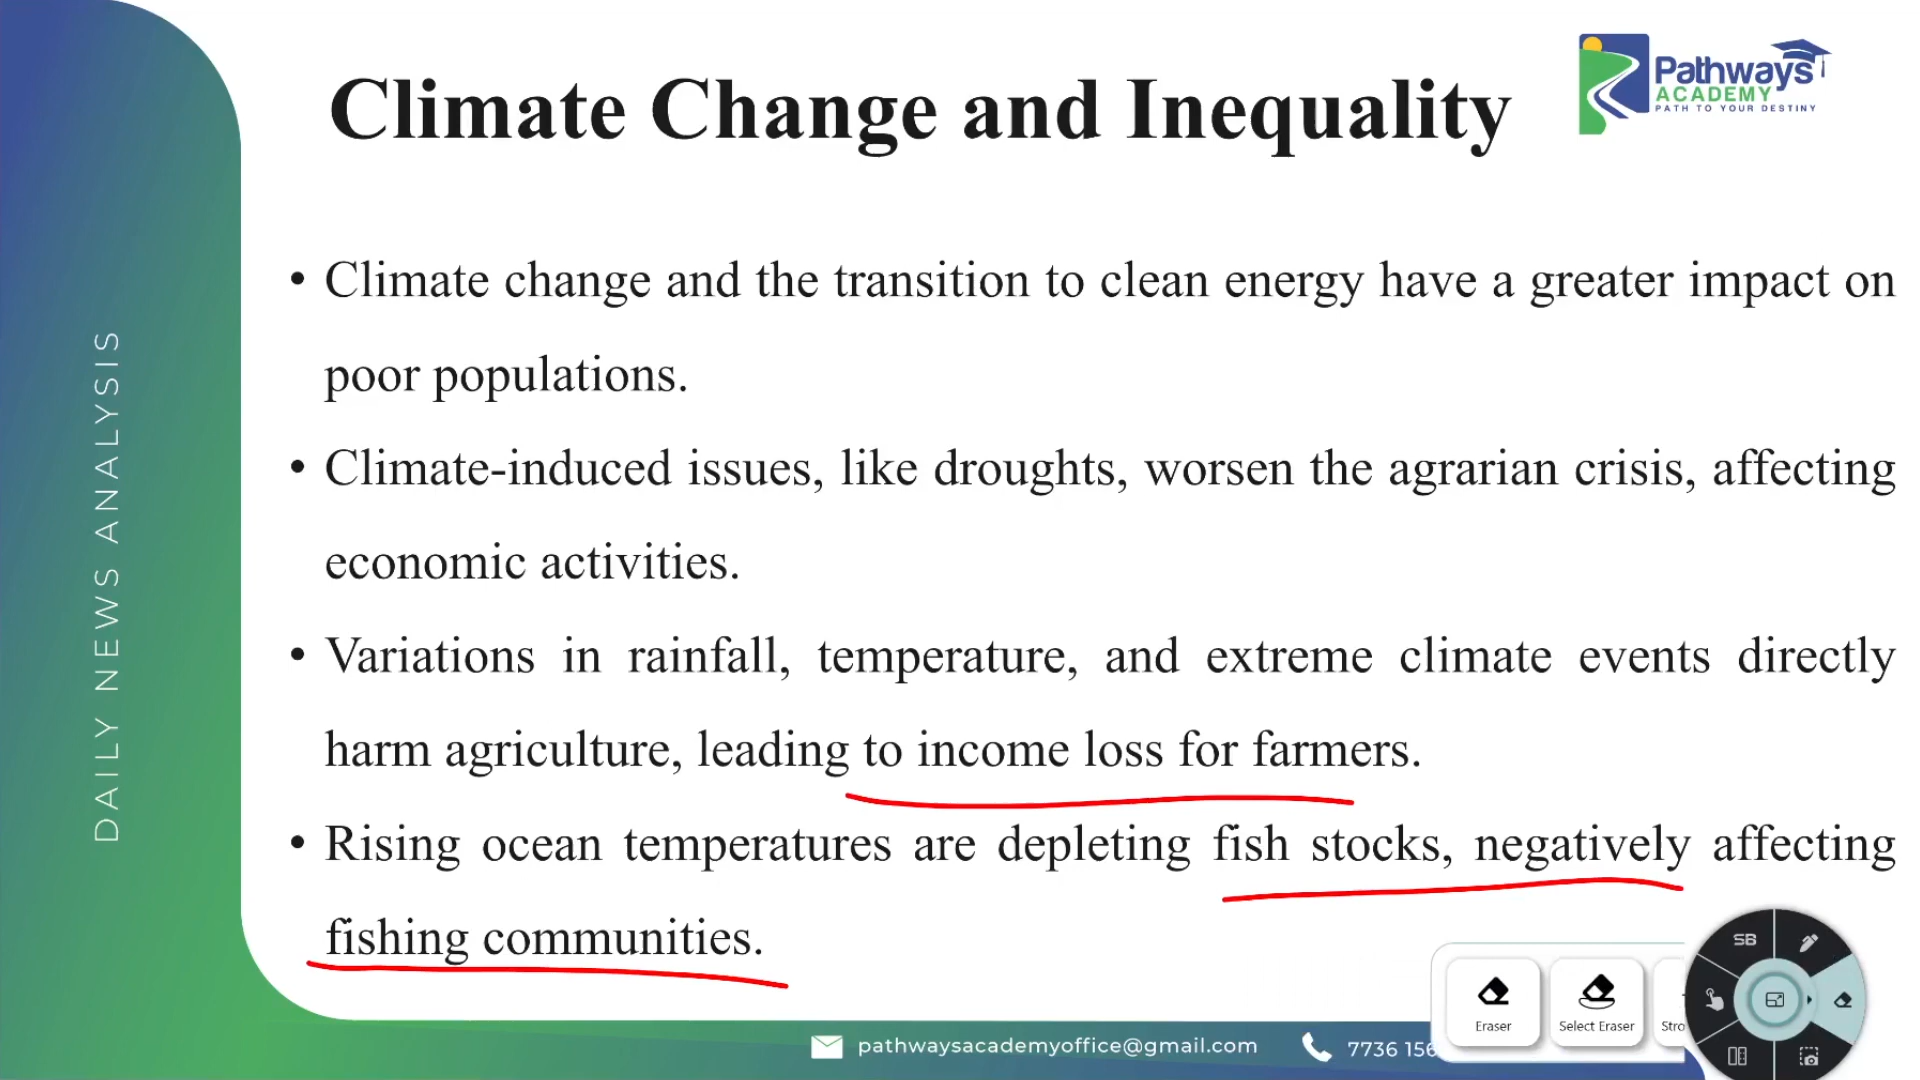 Climate Change and Inequality
Pathways
ACADEMY
PATH TO YOUR DESTINY
DAILY NEWS ANALYSIS
• Climate change and the transition to clean energy have a greater impact on
poor populations.
• Climate-induced issues, like droughts, worsen the agrarian crisis, affecting
economic activities.
• Variations in rainfall, temperature, and extreme climate events directly
harm agriculture, leading to income loss for farmers.
• Rising ocean temperatures are depleting fish stocks, negatively affecting
fishing communities.
SB
Eraser
Select Eraser
pathwaysacademyoffice@gmail.com
7736 156